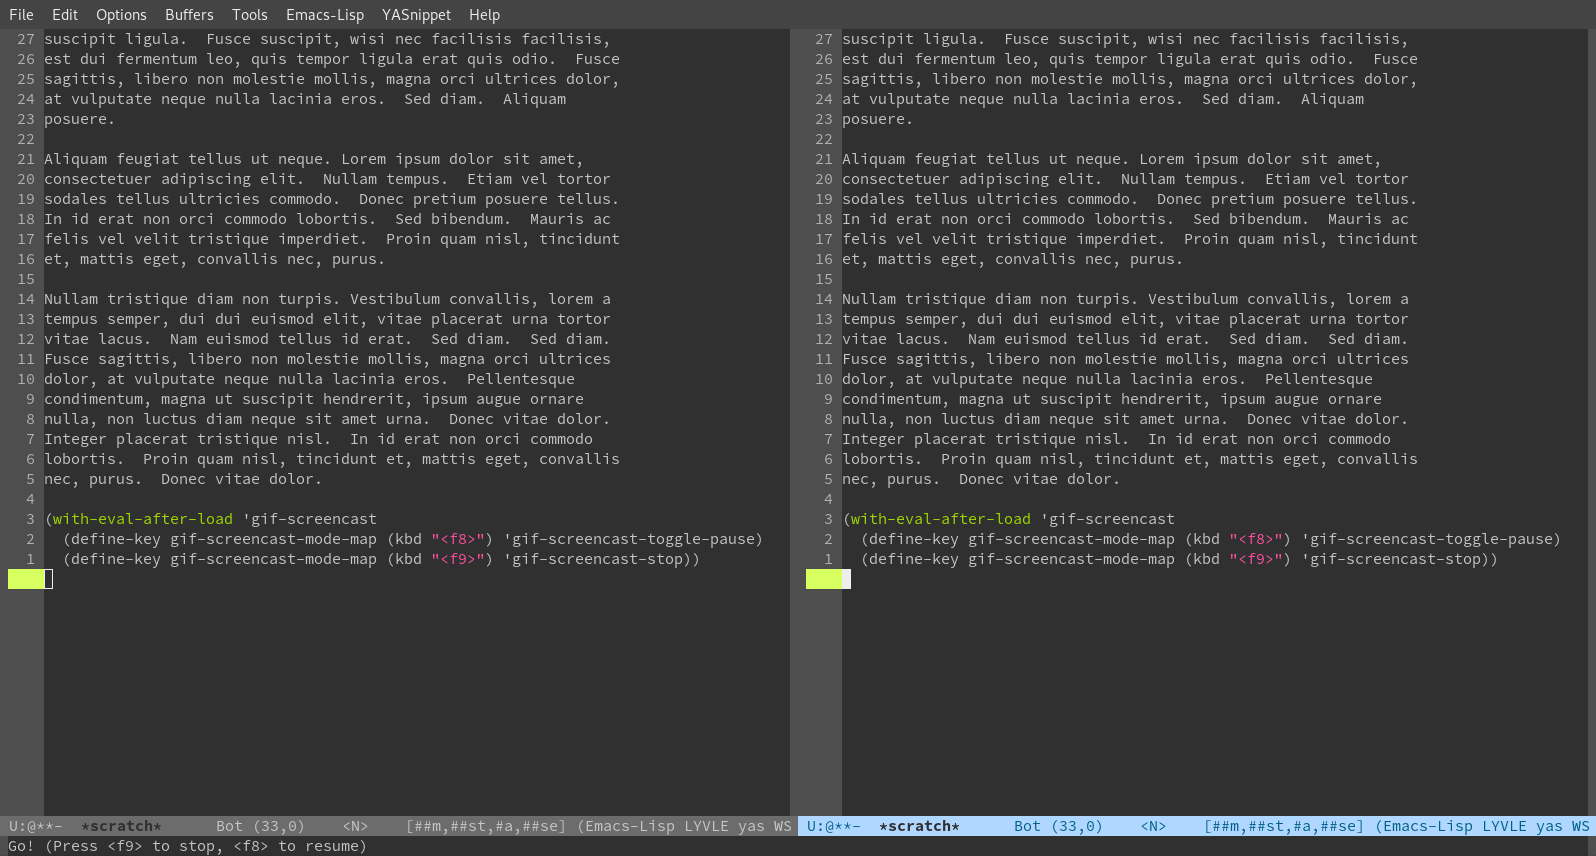 File Edit Options Buffers Tools Emacs-Lisp YASnippet Help
27 suscipit ligula.  Fusce suscipit, wisi nec facilisis facilisis,
26 est dui fermentum leo, quis tempor ligula erat quis odio.  Fusce
25 sagittis, libero non molestie mollis, magna orci ultrices dolor,
24 at vulputate neque nulla lacinia eros.  Sed diam.  Aliquam
23 posuere.
22
21 Aliquam feugiat tellus ut neque. Lorem ipsum dolor sit amet,
20 consectetuer adipiscing elit.  Nullam tempus.  Etiam vel tortor
19 sodales tellus ultricies commodo.  Donec pretium posuere tellus.
18 In id erat non orci commodo lobortis.  Sed bibendum.  Mauris ac
17 felis vel velit tristique imperdiet.  Proin quam nisl, tincidunt
16 et, mattis eget, convallis nec, purus.
15
14 Nullam tristique diam non turpis. Vestibulum convallis, lorem a
13 tempus semper, dui dui euismod elit, vitae placerat urna tortor
12 vitae lacus.  Nam euismod tellus id erat.  Sed diam.  Sed diam.
11 Fusce sagittis, libero non molestie mollis, magna orci ultrices
10 dolor, at vulputate neque nulla lacinia eros.  Pellentesque
9 condimentum, magna ut suscipit hendrerit, ipsum augue ornare
8 nulla, non luctus diam neque sit amet urna.  Donec vitae dolor.
7 Integer placerat tristique nisl.  In id erat non orci commodo
6 lobortis.  Proin quam nisl, tincidunt et, mattis eget, convallis
5 nec, purus.  Donec vitae dolor.
4
3 (with-eval-after-load 'gif-screencast
2   (define-key gif-screencast-mode-map (kbd "<f8>") 'gif-screencast-toggle-pause)
1   (define-key gif-screencast-mode-map (kbd "<f9>") 'gif-screencast-stop))
U:@**-  *scratch*      Bot (33,0)    <N>    [##m,##st,#a,##se] (Emacs-Lisp LYVLE yas WS
27 suscipit ligula.  Fusce suscipit, wisi nec facilisis facilisis,
26 est dui fermentum leo, quis tempor ligula erat quis odio.  Fusce
25 sagittis, libero non molestie mollis, magna orci ultrices dolor,
24 at vulputate neque nulla lacinia eros.  Sed diam.  Aliquam
23 posuere.
22
21 Aliquam feugiat tellus ut neque. Lorem ipsum dolor sit amet,
20 consectetuer adipiscing elit.  Nullam tempus.  Etiam vel tortor
19 sodales tellus ultricies commodo.  Donec pretium posuere tellus.
18 In id erat non orci commodo lobortis.  Sed bibendum.  Mauris ac
17 felis vel velit tristique imperdiet.  Proin quam nisl, tincidunt
16 et, mattis eget, convallis nec, purus.
15
14 Nullam tristique diam non turpis. Vestibulum convallis, lorem a
13 tempus semper, dui dui euismod elit, vitae placerat urna tortor
12 vitae lacus.  Nam euismod tellus id erat.  Sed diam.  Sed diam.
11 Fusce sagittis, libero non molestie mollis, magna orci ultrices
10 dolor, at vulputate neque nulla lacinia eros.  Pellentesque
9 condimentum, magna ut suscipit hendrerit, ipsum augue ornare
8 nulla, non luctus diam neque sit amet urna.  Donec vitae dolor.
7 Integer placerat tristique nisl.  In id erat non orci commodo
6 lobortis.  Proin quam nisl, tincidunt et, mattis eget, convallis
5 nec, purus.  Donec vitae dolor.
4
3 (with-eval-after-load 'gif-screencast
2   (define-key gif-screencast-mode-map (kbd "<f8>") 'gif-screencast-toggle-pause)
1   (define-key gif-screencast-mode-map (kbd "<f9>") 'gif-screencast-stop))
U:@**-  *scratch*      Bot (33,0)    <N>    [##m,##st,#a,##se] (Emacs-Lisp LYVLE yas WS
Go! (Press <f9> to stop, <f8> to resume)